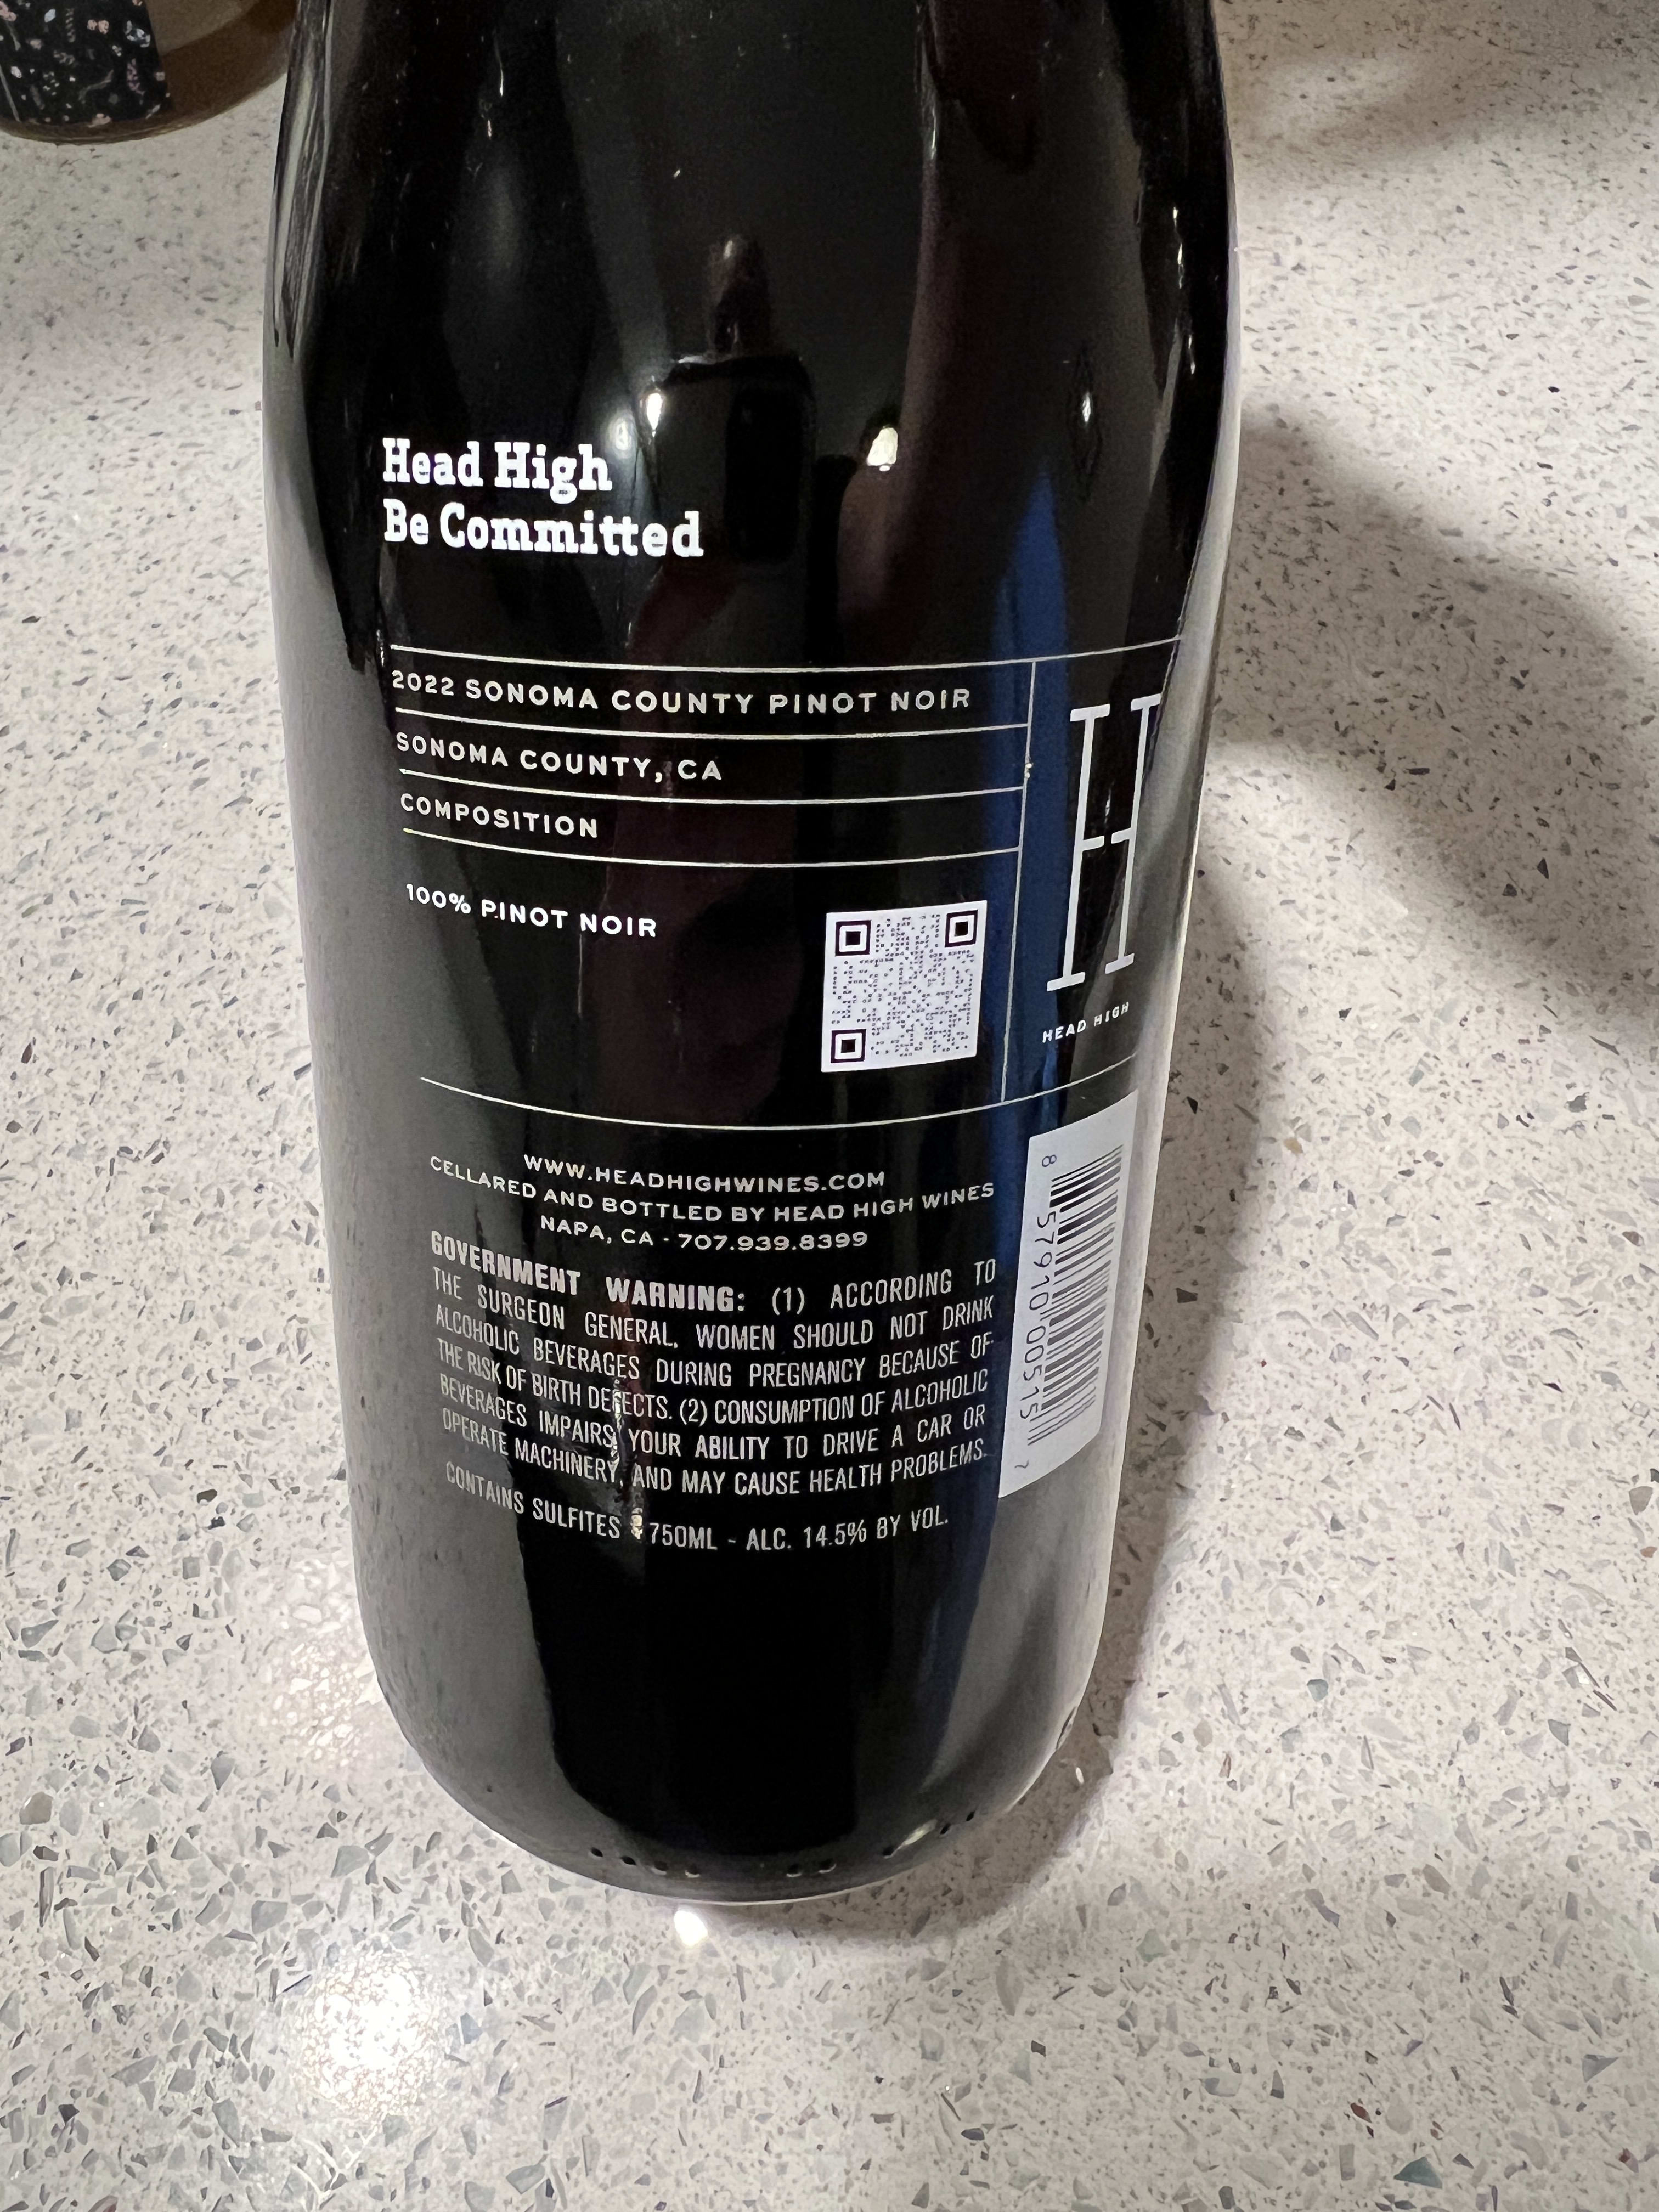 Head High
Be Committed
2022 SONOMA COUNTY PINOT NOIR
SONOMA COUNTY, CA
COMPOSITION
100% PINOT NOIR
H
HEAD HIGH
WWW.HEADHIGHWINES.COM
CELLARED AND BOTTLED BY HEAD HIGH WINES
NAPA, CA - 707.939.8399
GOVERNMENT WARNING: (1) ACCORDING TO
THE SURGEON GENERAL, WOMEN SHOULD NOT DRINK
ALCOHOLIC BEVERAGES DURING PREGNANCY BECAUSE OF
THE RISK OF BIRTH DEFECTS. (2) CONSUMPTION OF ALCOHOLIC
BEVERAGES IMPAIRS YOUR ABILITY TO DRIVE A CAR OR
OPERATE MACHINERY, AND MAY CAUSE HEALTH PROBLEMS.
CONTAINS SULFITES - 750ML - ALC. 14.5% BY VOL.
8 57910 00515 7